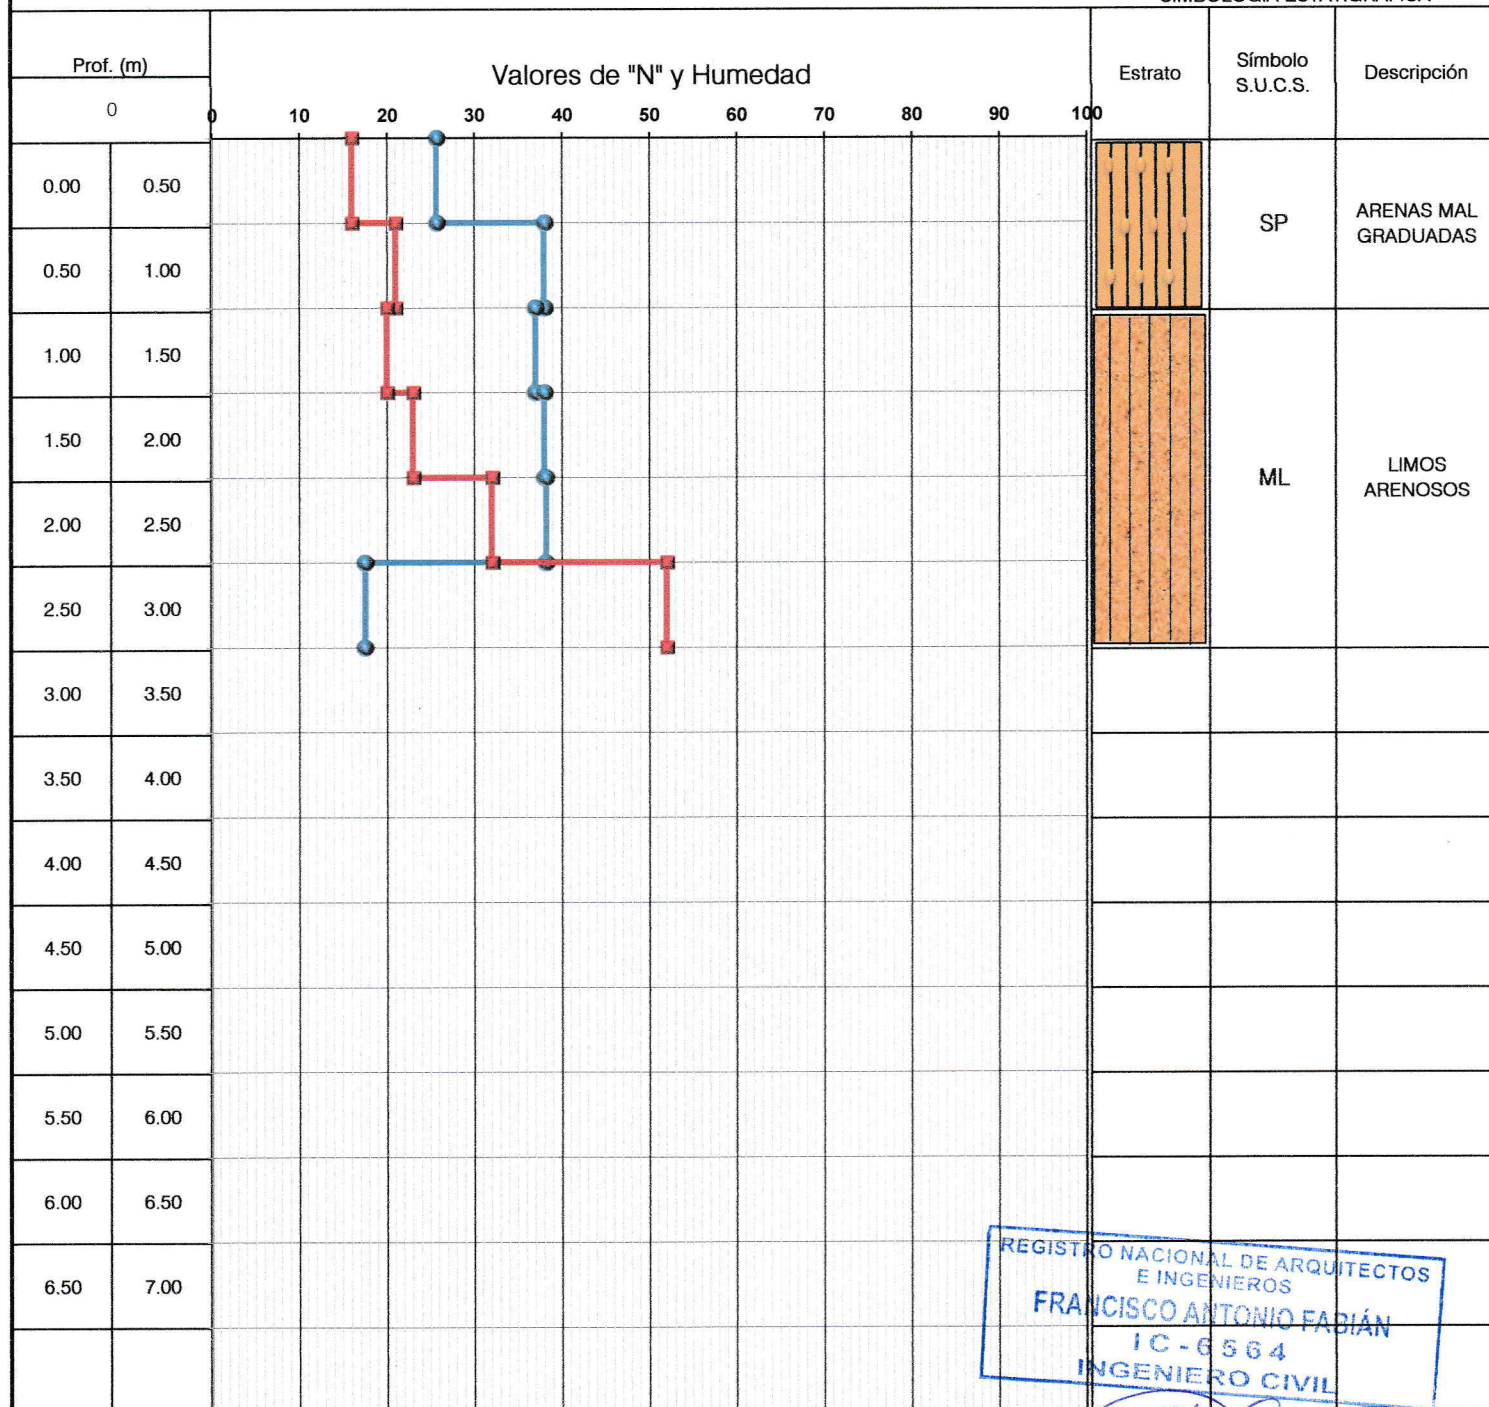 Prof. (m)
Valores de "N" y Humedad
Estrato
Símbolo
S.U.C.S.
Descripción
0
0 10 20 30 40 50 60 70 80 90 100
0.00 0.50
SP
ARENAS MAL
GRADUADAS
0.50 1.00
1.00 1.50
1.50 2.00
ML
LIMOS
ARENOSOS
2.00 2.50
2.50 3.00
3.00 3.50
3.50 4.00
4.00 4.50
4.50 5.00
5.00 5.50
5.50 6.00
6.00 6.50
6.50 7.00
REGISTRO NACIONAL DE ARQUITECTOS
E INGENIEROS
FRANCISCO ANTONIO FABIÁN
IC-6564
INGENIERO CIVIL